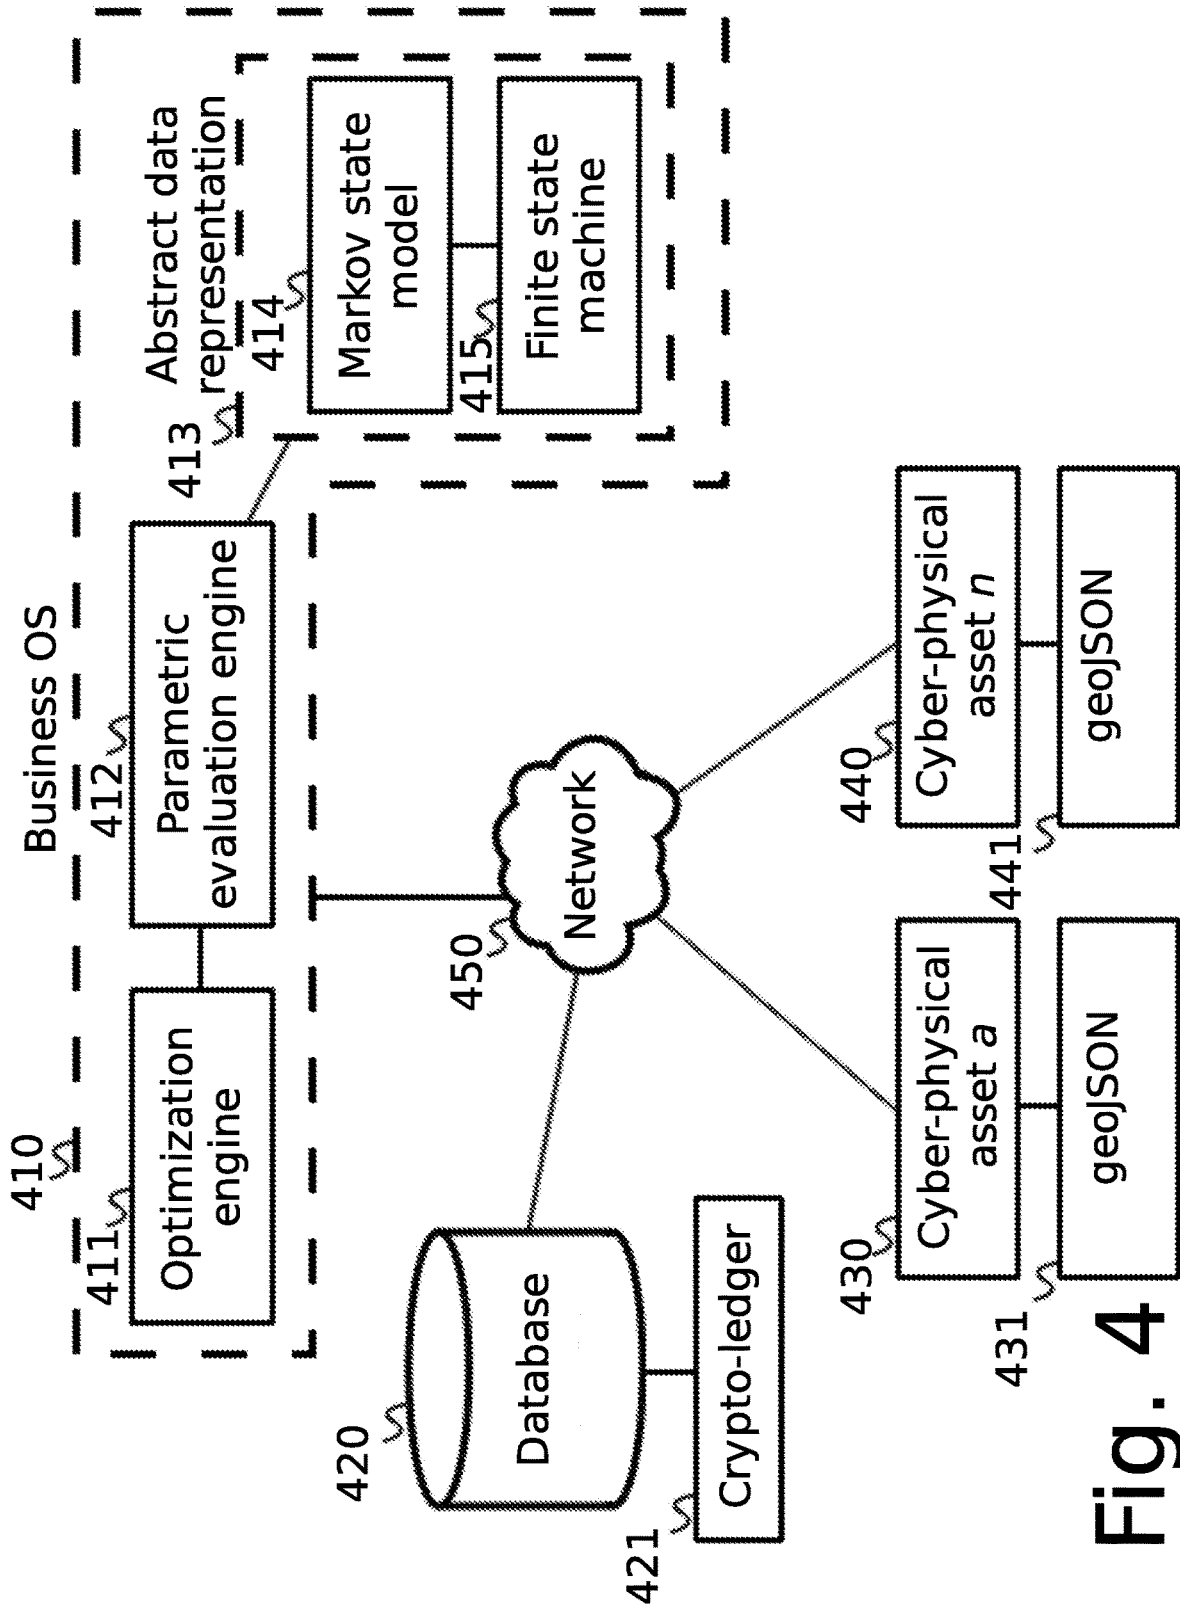 Business OS
410
411
Optimization
engine
412
Parametric
evaluation engine
413
Abstract data
representation
414
Markov state
model
415
Finite state
machine
420
Database
421
Crypto-ledger
450
Network
430
Cyber-physical
asset a
431
geoJSON
440
Cyber-physical
asset n
441
geoJSON
Fig. 4